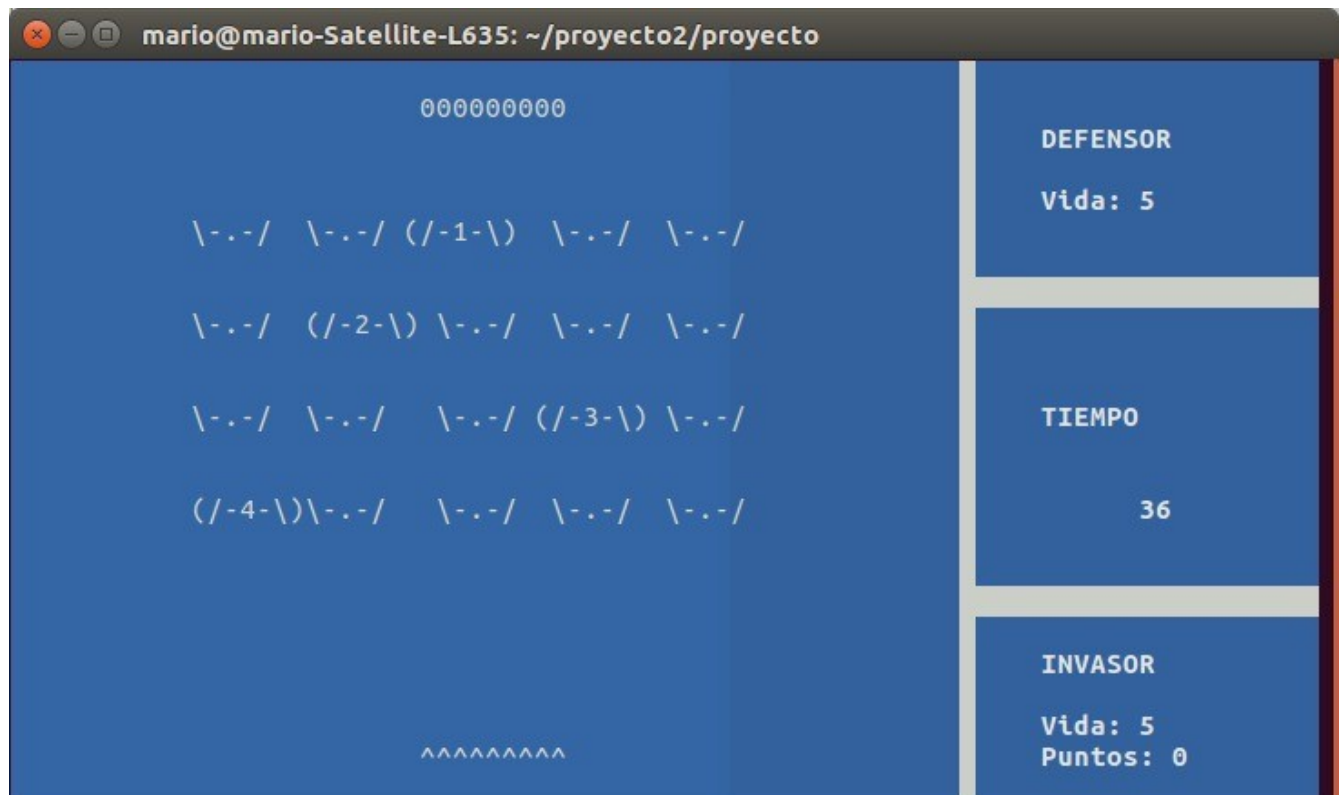 mario@mario-Satellite-L635: ~/proyecto2/proyecto
000000000
\-.-/  \-.-/ (/-1-\)  \-.-/  \-.-/
\-.-/  (/-2-\) \-.-/  \-.-/  \-.-/
\-.-/  \-.-/   \-.-/ (/-3-\) \-.-/
(/-4-\)\-.-/   \-.-/  \-.-/  \-.-/
^^^^^^^^^
DEFENSOR
Vida: 5
TIEMPO
36
INVASOR
Vida: 5
Puntos: 0